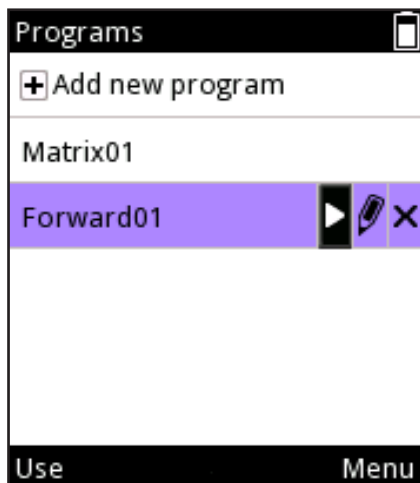 Programs
Add new program
Matrix01
Forward01
Use Menu